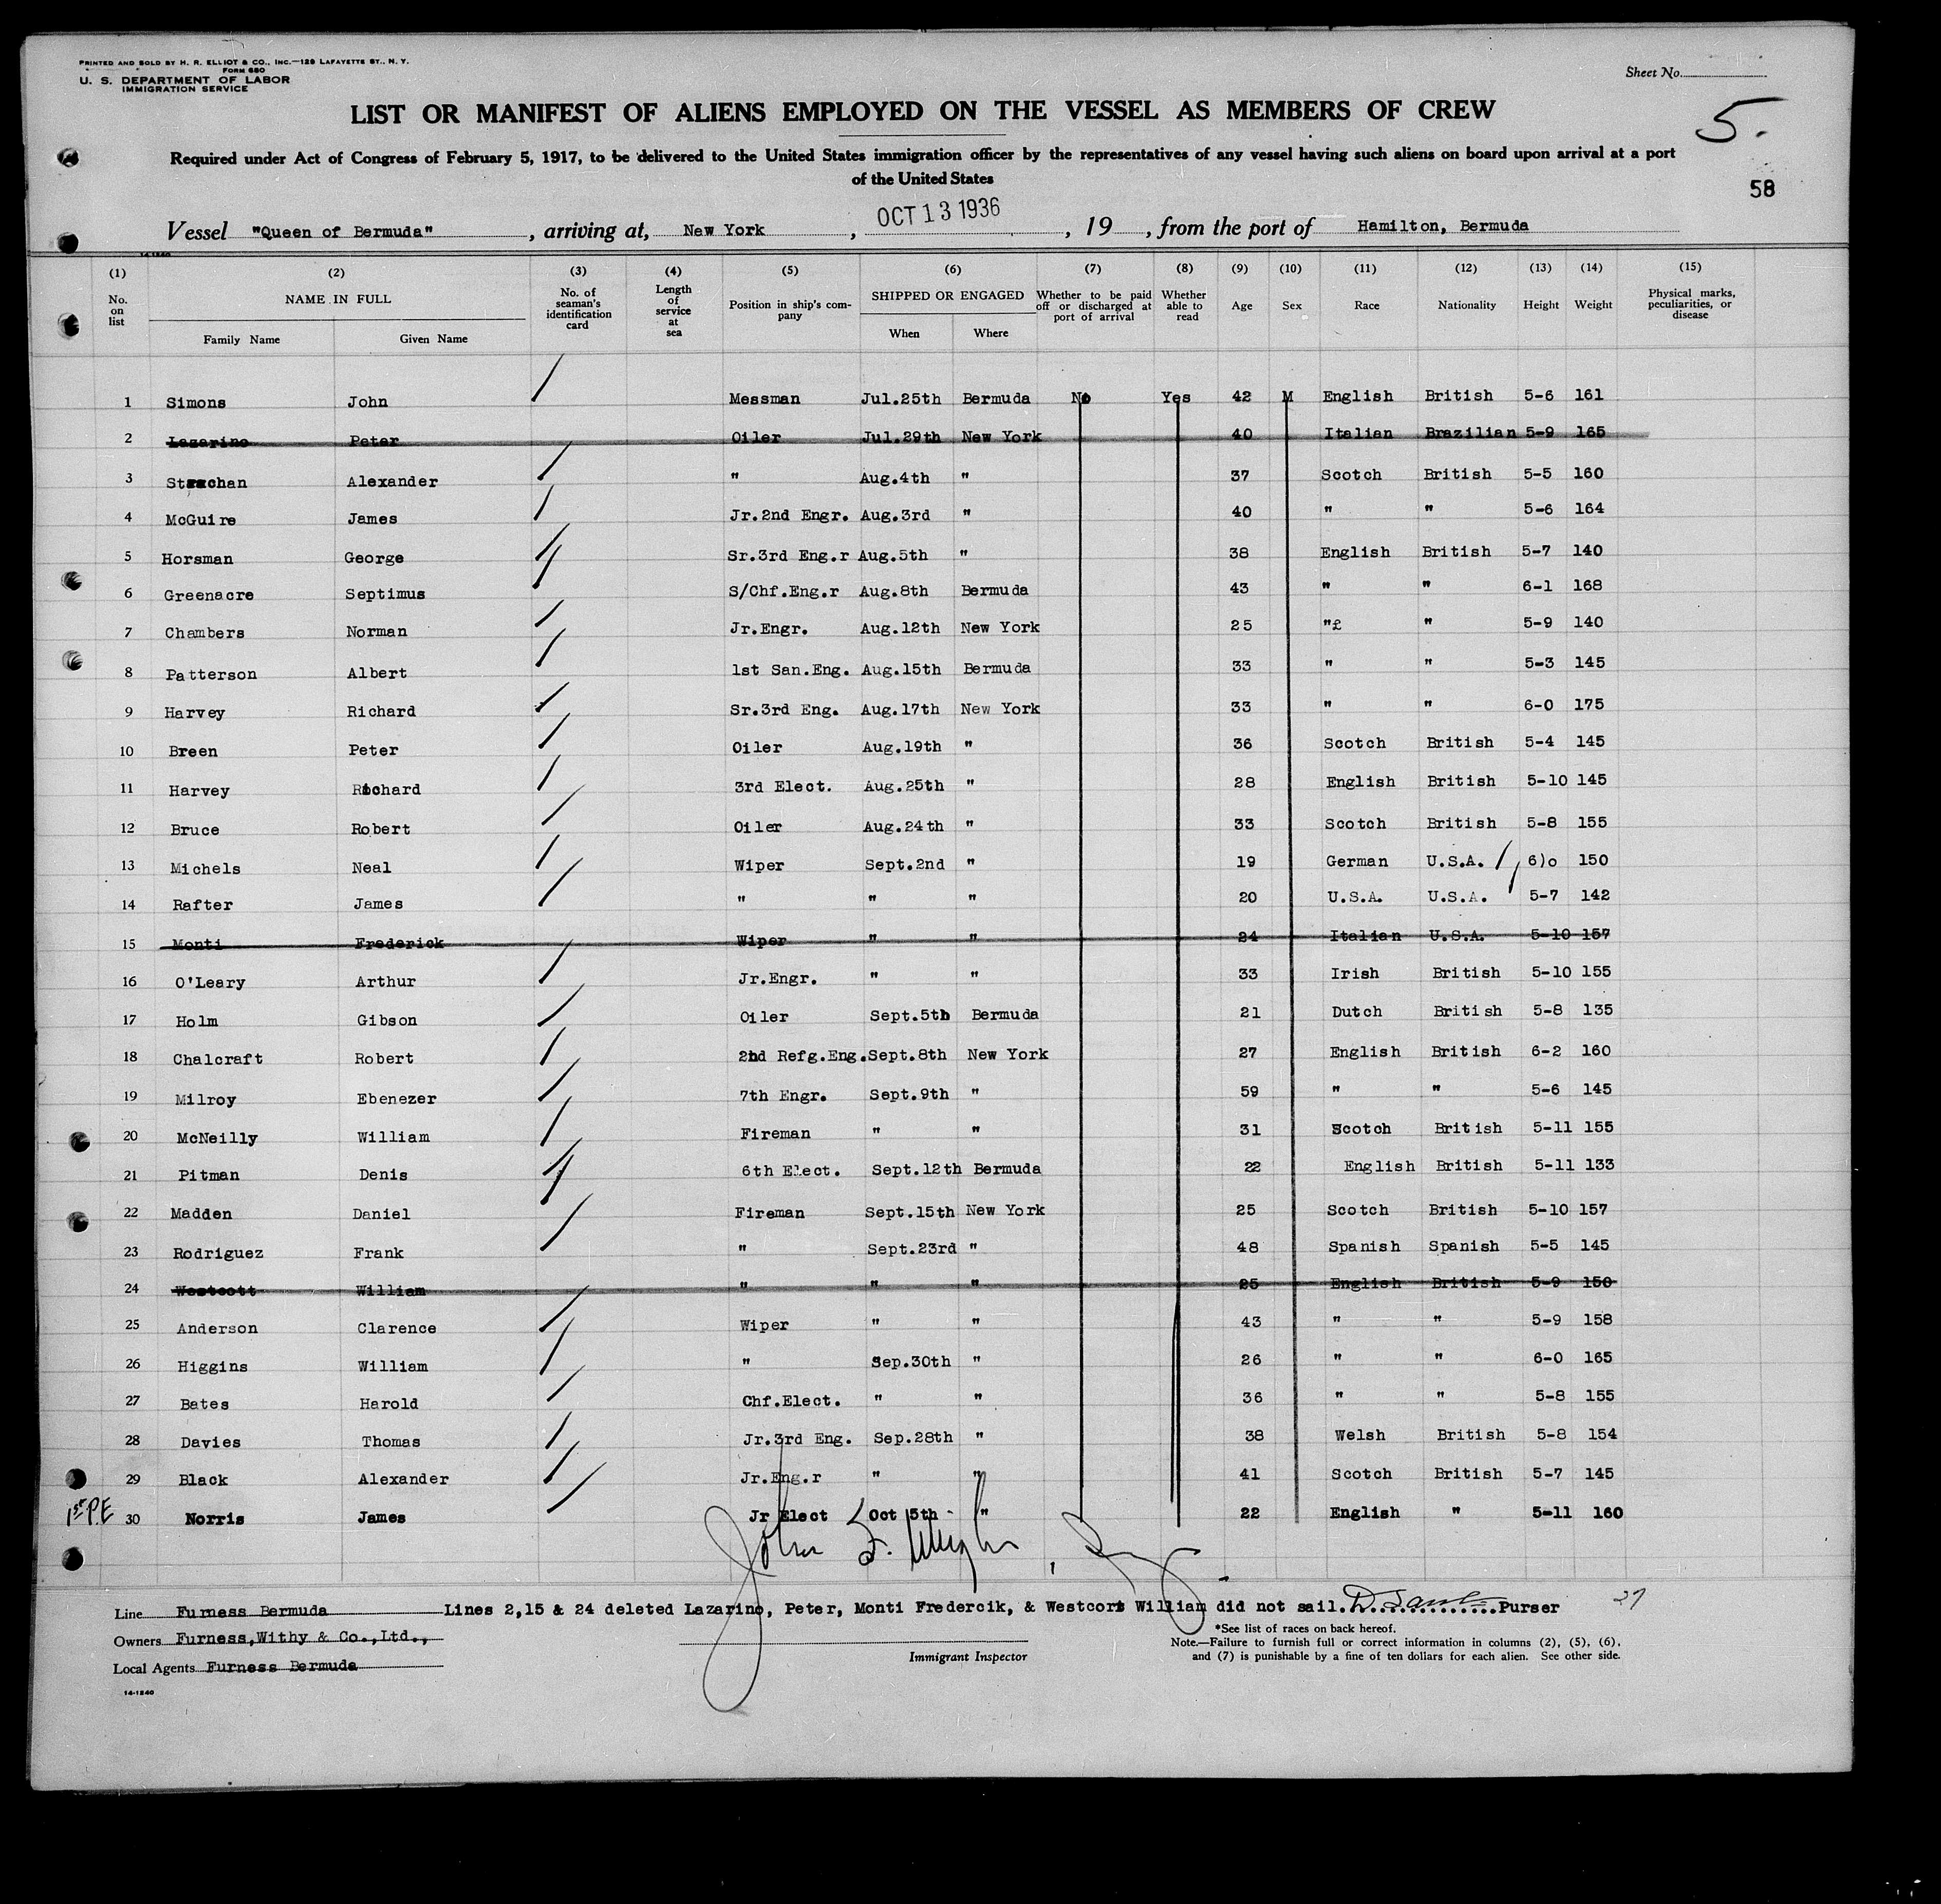 PRINTED AND SOLD BY H. R. ELLIOT & CO., INC.—129 LAFAYETTE ST., N. Y.
FORM 680
U. S. DEPARTMENT OF LABOR
IMMIGRATION SERVICE
Sheet No.
LIST OR MANIFEST OF ALIENS EMPLOYED ON THE VESSEL AS MEMBERS OF CREW
5.
Required under Act of Congress of February 5, 1917, to be delivered to the United States immigration officer by the representatives of any vessel having such aliens on board upon arrival at a port
of the United States
58
Vessel "Queen of Bermuda", arriving at, New York, OCT 13 1936, 19, from the port of Hamilton, Bermuda
14-1240
(1) (2) (3) (4) (5) (6) (7) (8) (9) (10) (11) (12) (13) (14) (15)
No. on list NAME IN FULL Family Name Given Name No. of seaman's identification card Length of service at sea Position in ship's company SHIPPED OR ENGAGED When Where Whether to be paid off or discharged at port of arrival Whether able to read Age Sex Race Nationality Height Weight Physical marks, peculiarities, or disease
1 Simons John Messman Jul.25th Bermuda No Yes 42 M English British 5-6 161
2 Lazarino Peter Oiler Jul.29th New York 40 Italian Brazilian 5-9 165
3 Strachan Alexander " Aug.4th " 37 Scotch British 5-5 160
4 McGuire James Jr.2nd Engr. Aug.3rd " 40 " " 5-6 164
5 Horsman George Sr.3rd Eng.r Aug.5th " 38 English British 5-7 140
6 Greenacre Septimus S/Chf.Eng.r Aug.8th Bermuda 43 " " 6-1 168
7 Chambers Norman Jr.Engr. Aug.12th New York 25 "£ " 5-9 140
8 Patterson Albert 1st San.Eng. Aug.15th Bermuda 33 " " 5-3 145
9 Harvey Richard Sr.3rd Eng. Aug.17th New York 33 " " 6-0 175
10 Breen Peter Oiler Aug.19th " 36 Scotch British 5-4 145
11 Harvey Richard 3rd Elect. Aug.25th " 28 English British 5-10 145
12 Bruce Robert Oiler Aug.24th " 33 Scotch British 5-8 155
13 Michels Neal Wiper Sept.2nd " 19 German U.S.A. 6)o 150
14 Rafter James " " " 20 U.S.A. U.S.A. 5-7 142
15 Monti Frederick Wiper " " 24 Italian U.S.A. 5-10 157
16 O'Leary Arthur Jr.Engr. " " 33 Irish British 5-10 155
17 Holm Gibson Oiler Sept.5th Bermuda 21 Dutch British 5-8 135
18 Chalcraft Robert 2nd Refg.Eng. Sept.8th New York 27 English British 6-2 160
19 Milroy Ebenezer 7th Engr. Sept.9th " 59 " " 5-6 145
20 McNeilly William Fireman " " 31 Scotch British 5-11 155
21 Pitman Denis 6th Elect. Sept.12th Bermuda 22 English British 5-11 133
22 Madden Daniel Fireman Sept.15th New York 25 Scotch British 5-10 157
23 Rodriguez Frank " Sept.23rd " 48 Spanish Spanish 5-5 145
24 Westcott William " " " 25 English British 5-9 150
25 Anderson Clarence Wiper " " 43 " " 5-9 158
26 Higgins William " Sep.30th " 26 " " 6-0 165
27 Bates Harold Chf.Elect. " " 36 " " 5-8 155
28 Davies Thomas Jr.3rd Eng. Sep.28th " 38 Welsh British 5-8 154
29 Black Alexander Jr.Eng.r " " 41 Scotch British 5-7 145
1st P.E 30 Norris James Jr Elect Oct 5th - " 22 English " 5-11 160
John
Line Furness Bermuda Lines 2,15 & 24 deleted Lazarino, Peter, Monti Fredercik, & Westcort William did not sail. Purser 27
Owners Furness,Withy & Co.,Ltd.,
Local Agents Furness Bermuda
Immigrant Inspector
*See list of races on back hereof.
Note.—Failure to furnish full or correct information in columns (2), (5), (6),
and (7) is punishable by a fine of ten dollars for each alien. See other side.
14-1240